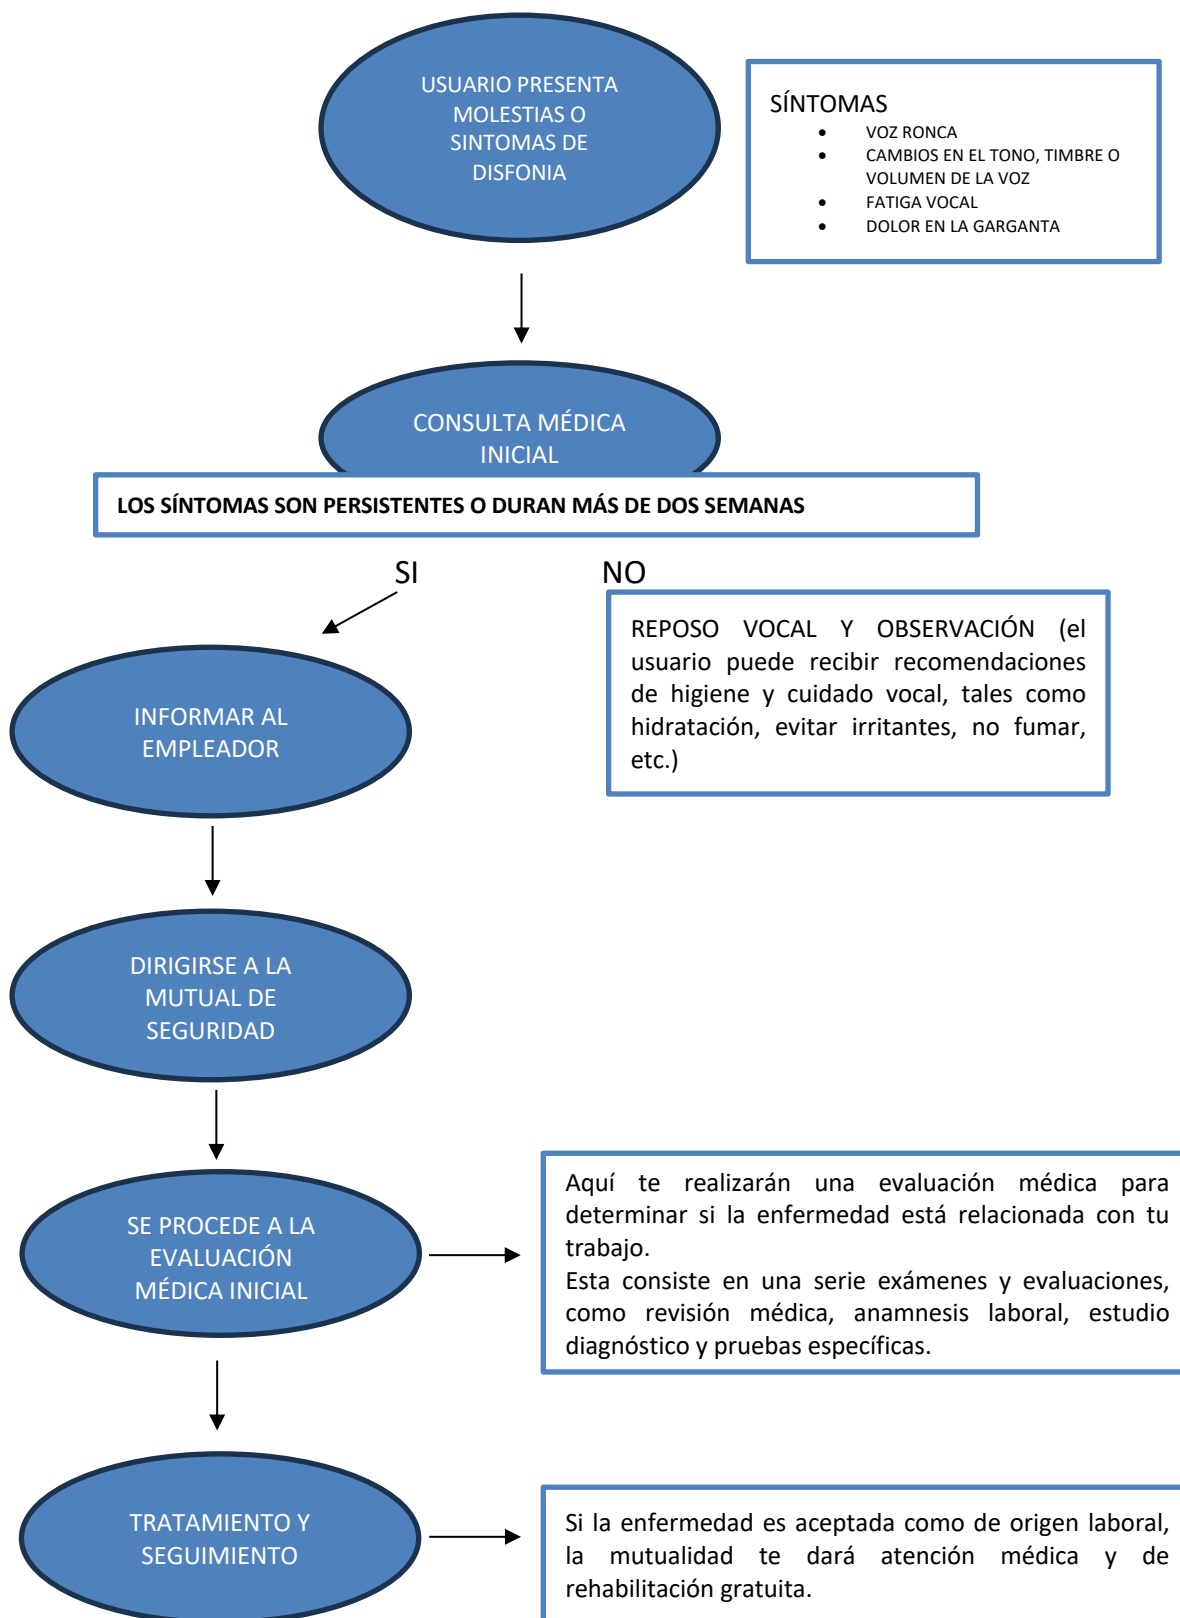 USUARIO PRESENTA
MOLESTIAS O
SINTOMAS DE
DISFONIA
SÍNTOMAS
• VOZ RONCA
• CAMBIOS EN EL TONO, TIMBRE O
VOLUMEN DE LA VOZ
• FATIGA VOCAL
• DOLOR EN LA GARGANTA
CONSULTA MÉDICA
INICIAL
LOS SÍNTOMAS SON PERSISTENTES O DURAN MÁS DE DOS SEMANAS
SI
NO
REPOSO VOCAL Y OBSERVACIÓN (el
usuario puede recibir recomendaciones
de higiene y cuidado vocal, tales como
hidratación, evitar irritantes, no fumar,
etc.)
INFORMAR AL
EMPLEADOR
DIRIGIRSE A LA
MUTUAL DE
SEGURIDAD
SE PROCEDE A LA
EVALUACIÓN
MÉDICA INICIAL
Aquí te realizarán una evaluación médica para
determinar si la enfermedad está relacionada con tu
trabajo.
Esta consiste en una serie exámenes y evaluaciones,
como revisión médica, anamnesis laboral, estudio
diagnóstico y pruebas específicas.
TRATAMIENTO Y
SEGUIMIENTO
Si la enfermedad es aceptada como de origen laboral,
la mutualidad te dará atención médica y de
rehabilitación gratuita.